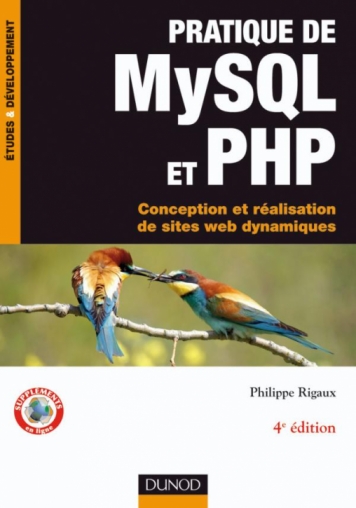 ÉTUDES & DÉVELOPPEMENT
PRATIQUE DE
MySQL
ET PHP
Conception et réalisation
de sites web dynamiques
Philippe Rigaux
4e édition
SUPPLÉMENTS
en ligne
DUNOD